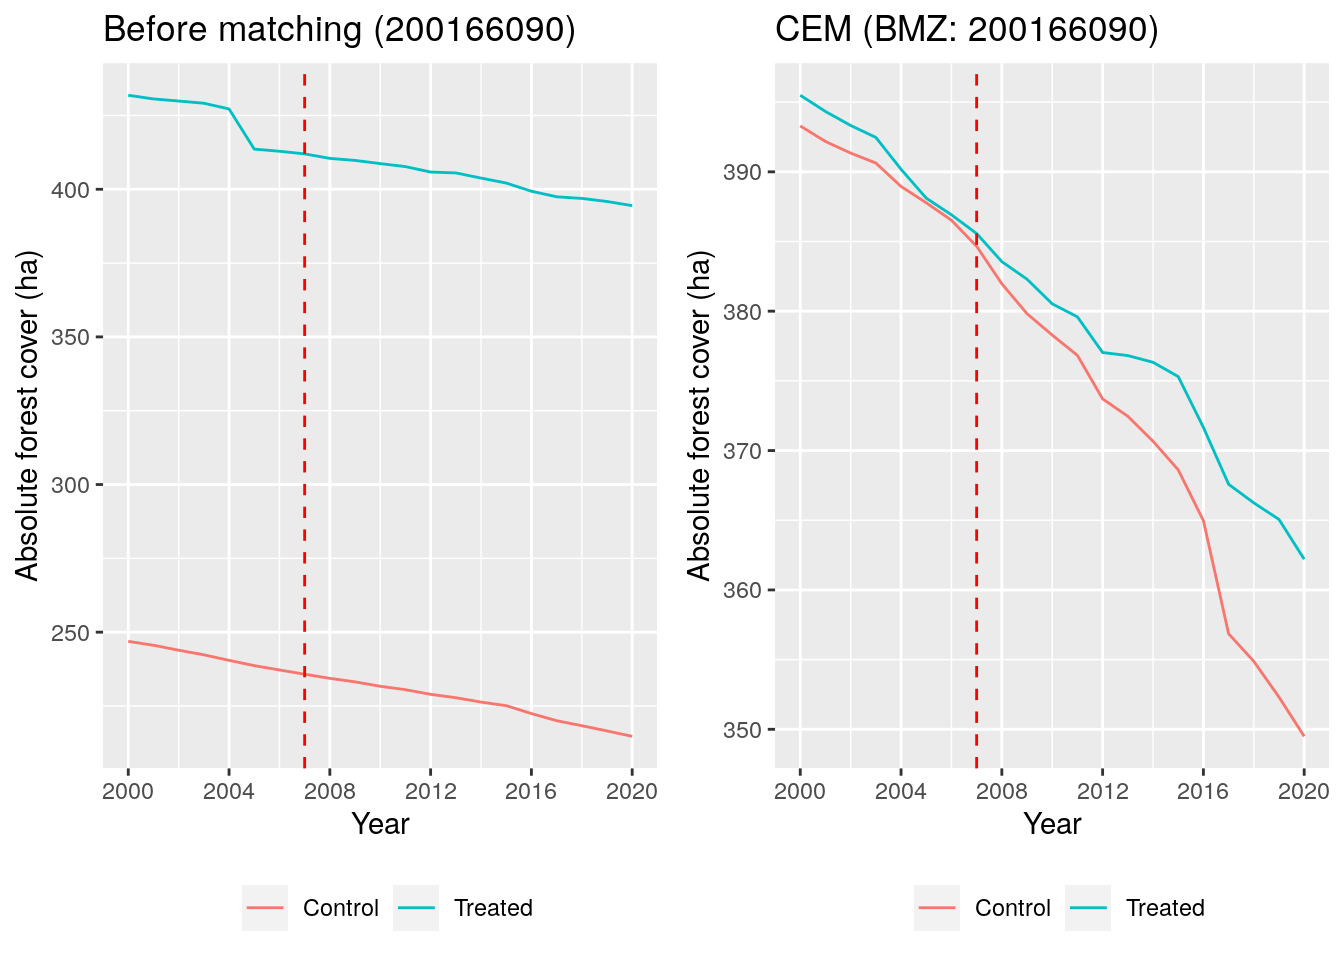 Before matching (200166090)
Absolute forest cover (ha)
400
350
300
250
2000 2004 2008 2012 2016 2020
Year
Control Treated
CEM (BMZ: 200166090)
Absolute forest cover (ha)
390
380
370
360
350
2000 2004 2008 2012 2016 2020
Year
Control Treated